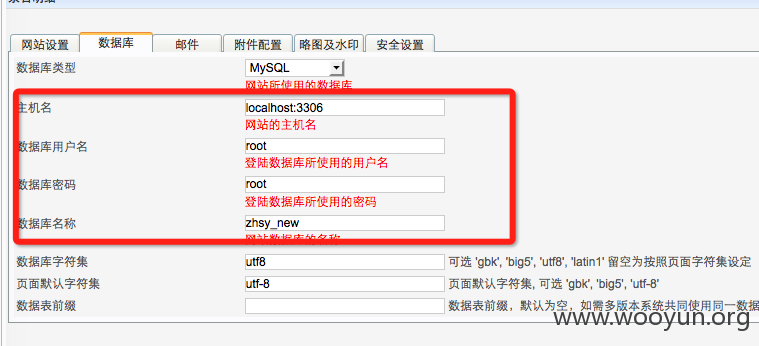 网站设置 数据库 邮件 附件配置 略图及水印 安全设置
数据库类型 MySQL
网站所使用的数据库
主机名 localhost:3306
网站的主机名
数据库用户名 root
登陆数据库所使用的用户名
数据库密码 root
登陆数据库所使用的密码
数据库名称 zhsy_new
网站数据库的名称
数据库字符集 utf8 可选 'gbk', 'big5', 'utf8', 'latin1' 留空为按照页面字符集设定
页面默认字符集 utf-8 页面默认字符集, 可选 'gbk', 'big5', 'utf-8'
数据表前缀 数据表前缀，默认为空，如需多版本系统共同使用同一数据
www.wooyun.org